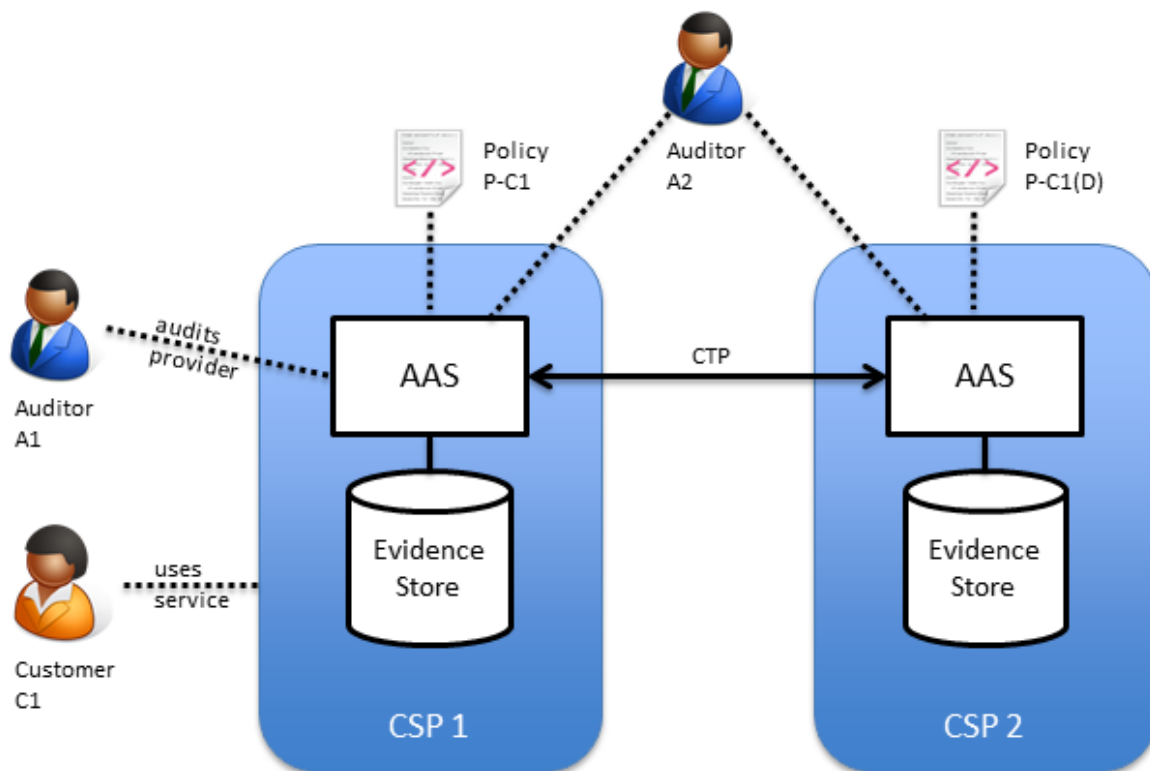 Policy
P-C1
</>
Auditor
A2
Policy
P-C1(D)
</>
audits
provider
Auditor
A1
AAS
CTP
AAS
Evidence
Store
Evidence
Store
uses
service
Customer
C1
CSP 1
CSP 2